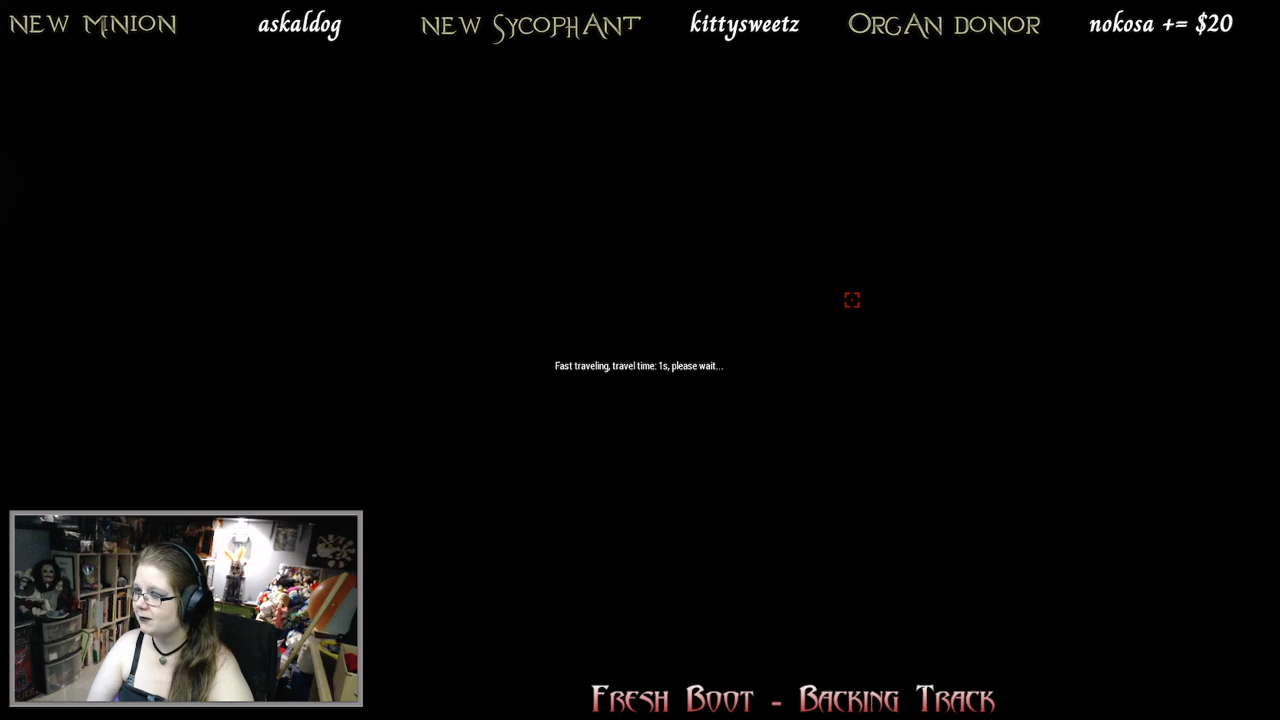 NEW MINION askaldog NEW SYCOPHANT kittysweetz ORGAN DONOR nokosa += $20
Fast traveling, travel time: 1s, please wait...
FRESH BOOT - BACKING TRACK